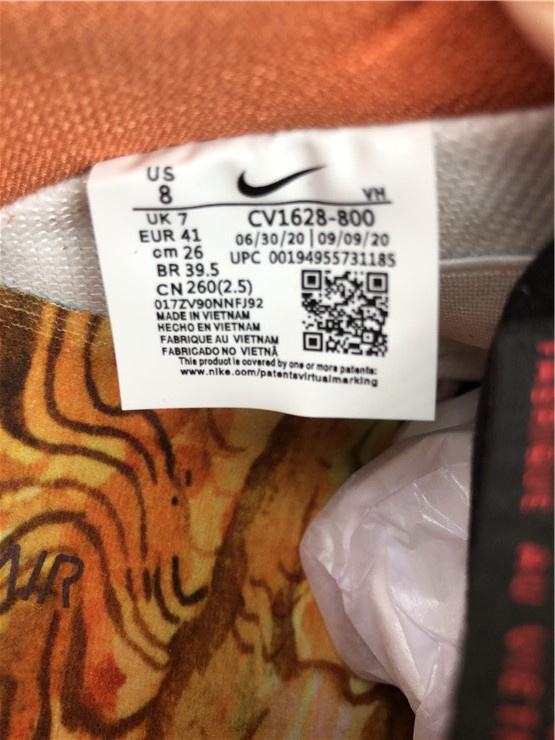 US
8
VH
UK 7
CV1628-800
EUR 41
06/30/20 | 09/09/20
cm 26
UPC 00194955731185
BR 39.5
CN 260(2.5)
017ZV90NNFJ92
MADE IN VIETNAM
HECHO EN VIETNAM
FABRIQUE AU VIETNAM
FABRICADO NO VIETNÃ
This product is covered by one or more patents:
www.nike.com/patentsvirtualmarking
AIR